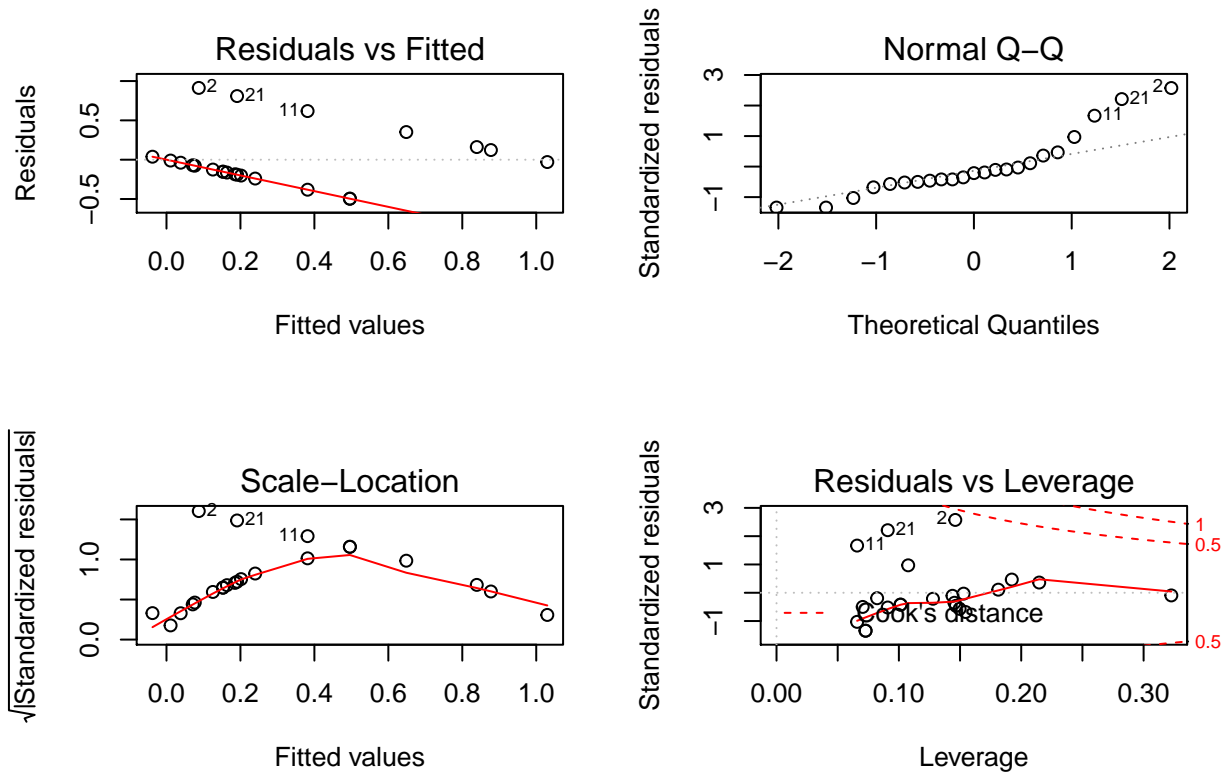 Residuals vs Fitted
Residuals
−0.5 0.5
2
21
11
0.0 0.2 0.4 0.6 0.8 1.0
Fitted values
Normal Q−Q
Standardized residuals
−1 1 3
11
21
2
−2 −1 0 1 2
Theoretical Quantiles
Scale−Location
√|Standardized residuals|
0.0 1.0
2
21
11
0.0 0.2 0.4 0.6 0.8 1.0
Fitted values
Residuals vs Leverage
Standardized residuals
−1 1 3
11
21
2
1
0.5
0.5
Cook's distance
0.00 0.10 0.20 0.30
Leverage